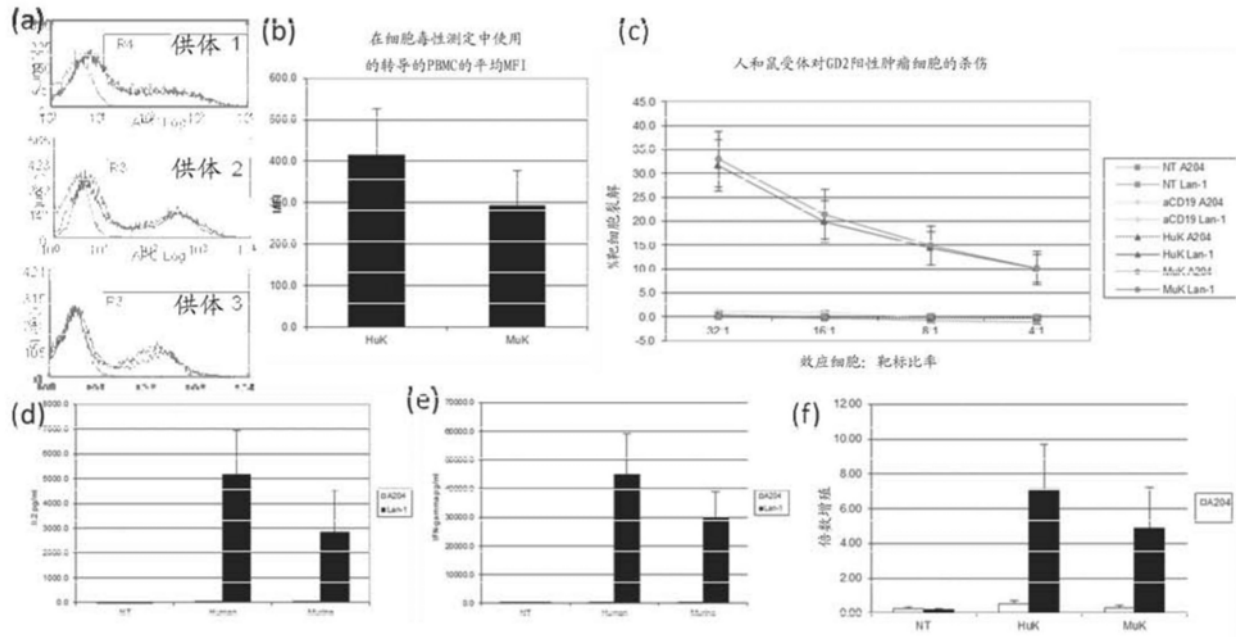 (a)
R4
供体 1
供体 2
R3
供体 3
(b)
在细胞毒性测定中使用
的转导的PBMC的平均MFI
600.0
500.0
400.0
300.0
200.0
100.0
0.0
MFI
HuK
MuK
(c)
人和鼠受体对GD2阳性肿瘤细胞的杀伤
45.0
40.0
35.0
30.0
25.0
20.0
15.0
10.0
5.0
0.0
-5.0
%靶细胞裂解
32:1
16:1
8:1
4:1
效应细胞：靶标比率
NT A204
NT Lan-1
aCD19 A204
aCD19 Lan-1
HuK A204
HuK Lan-1
MuK A204
MuK Lan-1
(d)
8000.0
7000.0
6000.0
5000.0
4000.0
3000.0
2000.0
1000.0
0.0
NT
Human
Murine
A204
Lan-1
(e)
70000.0
60000.0
50000.0
40000.0
30000.0
20000.0
10000.0
0.0
NT
Human
Murine
A204
Lan-1
(f)
12.00
10.00
8.00
6.00
4.00
2.00
0.00
倍数增殖
NT
HuK
MuK
A204